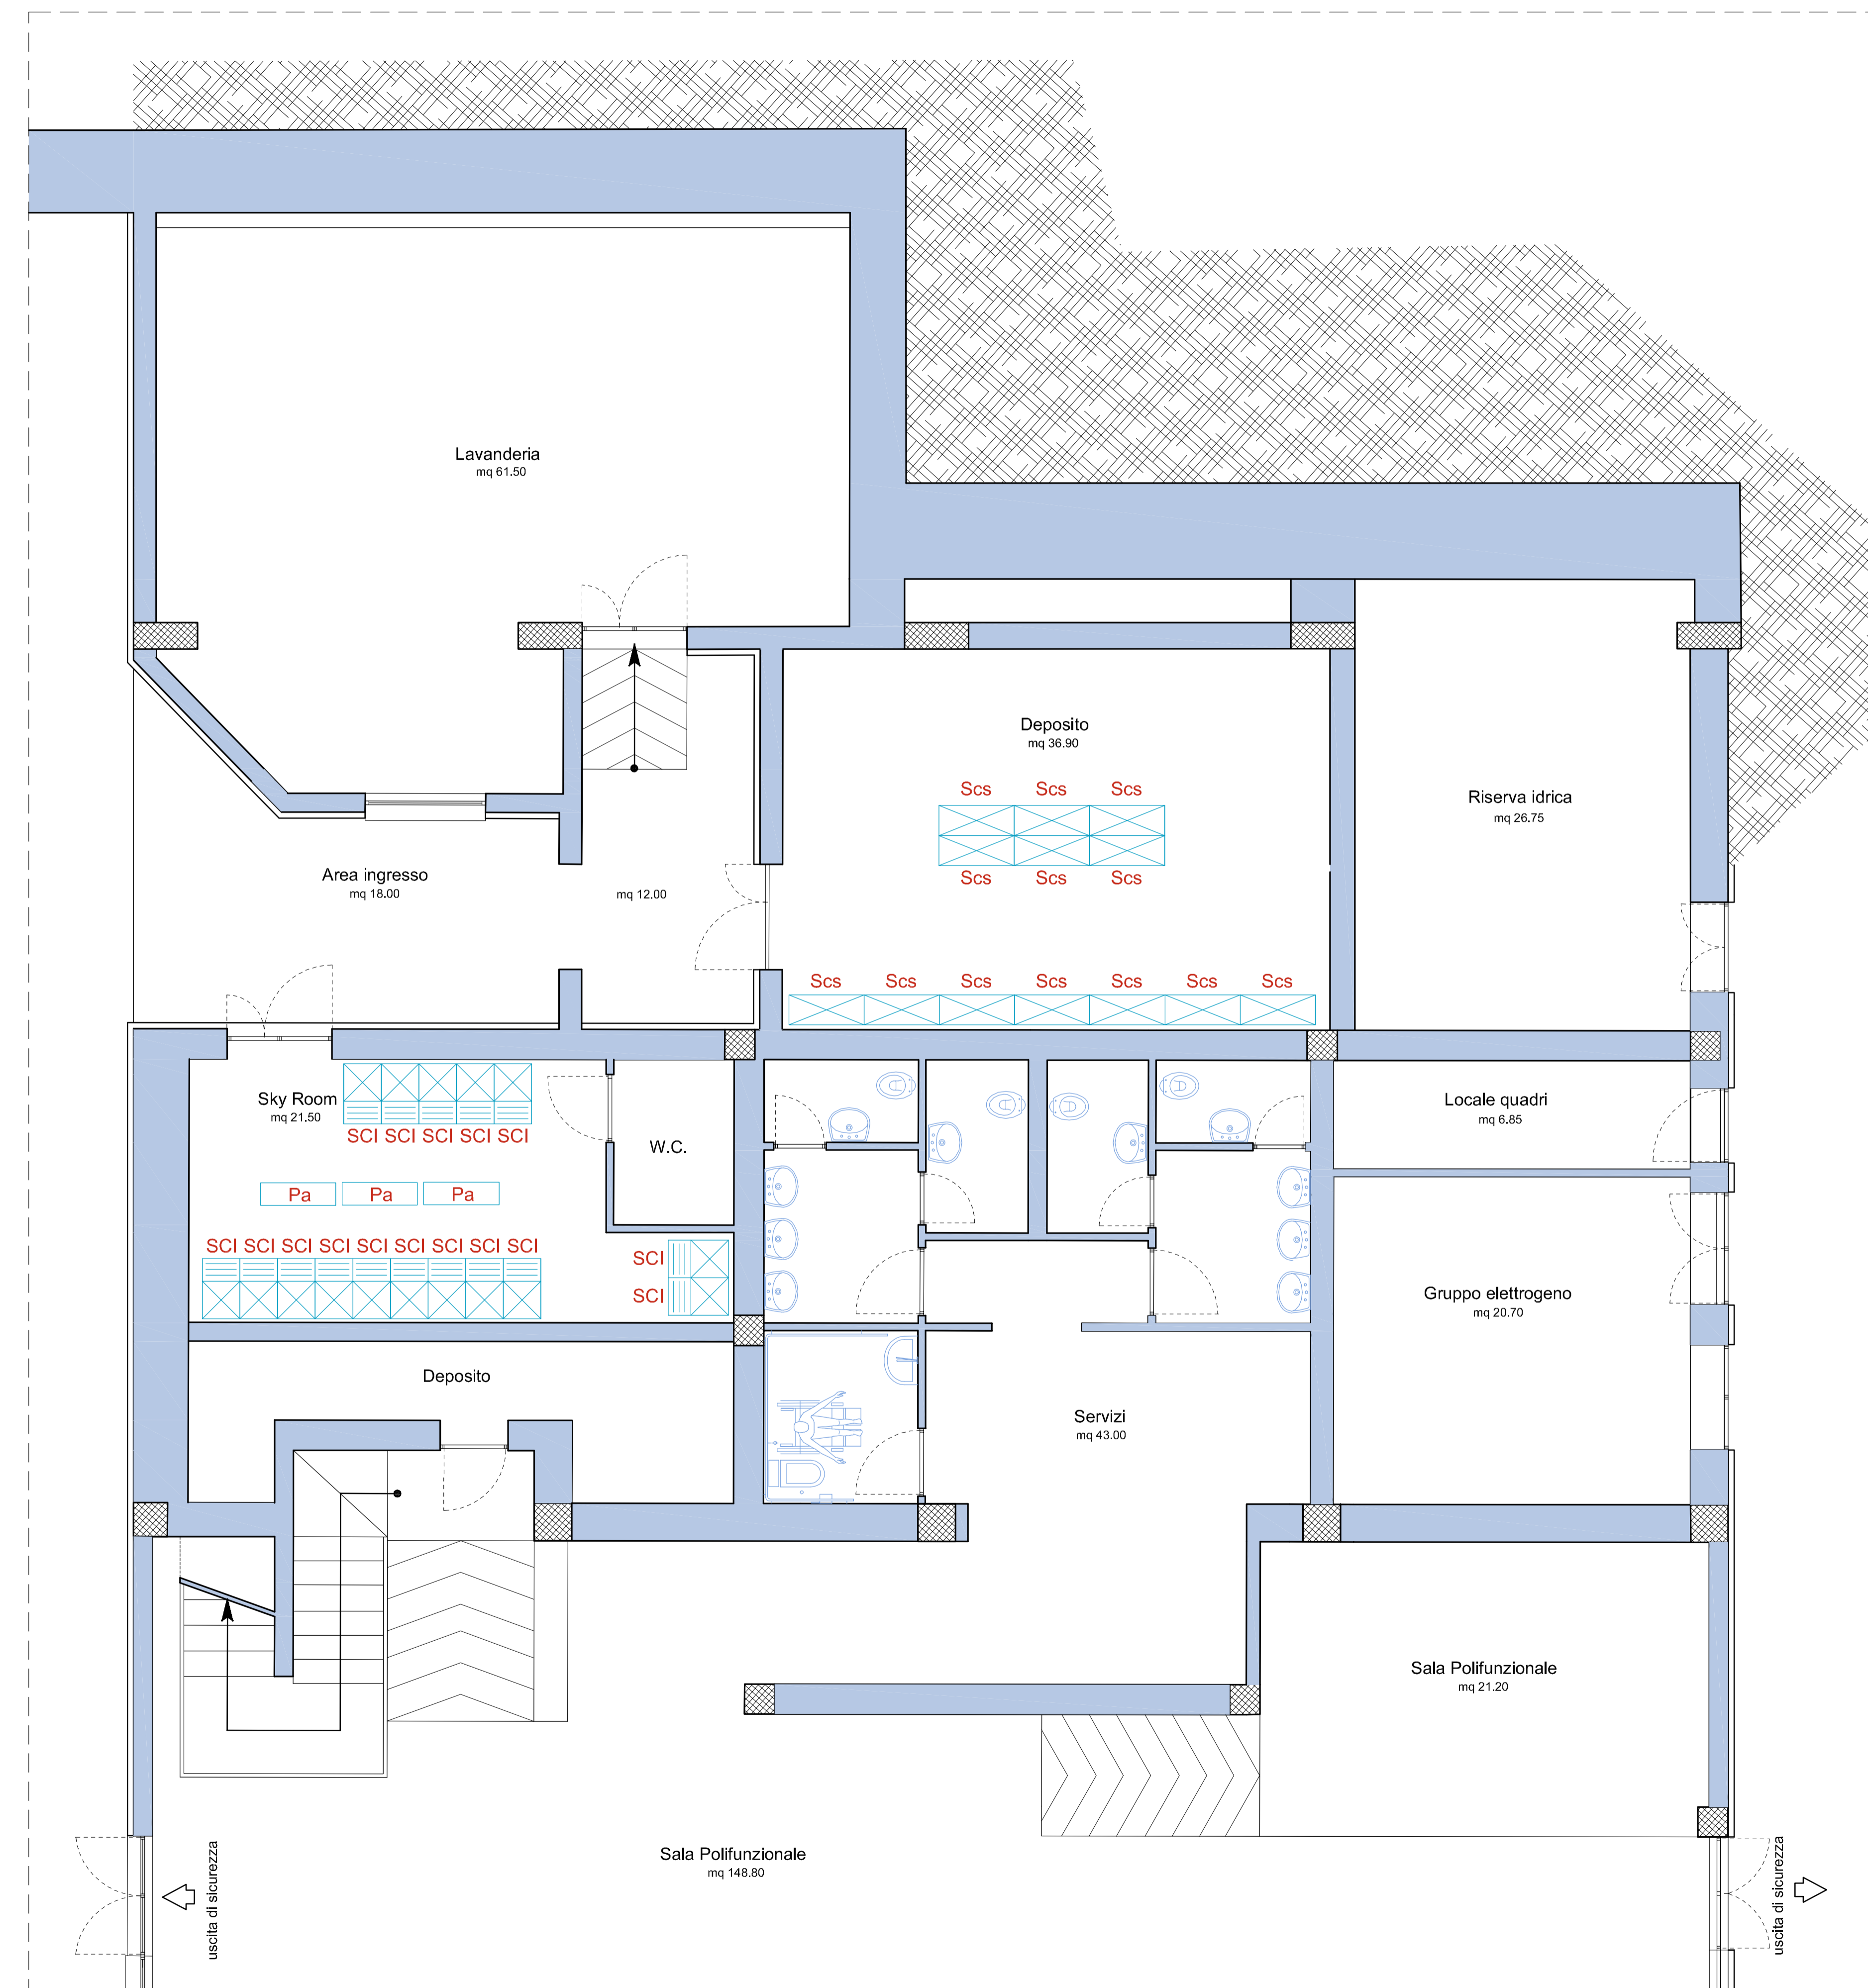 Lavanderia
mq 61.50
Deposito
mq 36.90
Scs Scs Scs
Riserva idrica
mq 26.75
Area ingresso
mq 18.00
mq 12.00
Scs Scs Scs
Scs Scs Scs Scs Scs Scs Scs
Sky Room
mq 21.50
SCI SCI SCI SCI SCI
W.C.
Locale quadri
mq 6.85
Pa Pa Pa
SCI SCI SCI SCI SCI SCI SCI SCI SCI
SCI
SCI
Gruppo elettrogeno
mq 20.70
Deposito
Servizi
mq 43.00
Sala Polifunzionale
mq 21.20
Sala Polifunzionale
mq 148.80
uscita di sicurezza
uscita di sicurezza